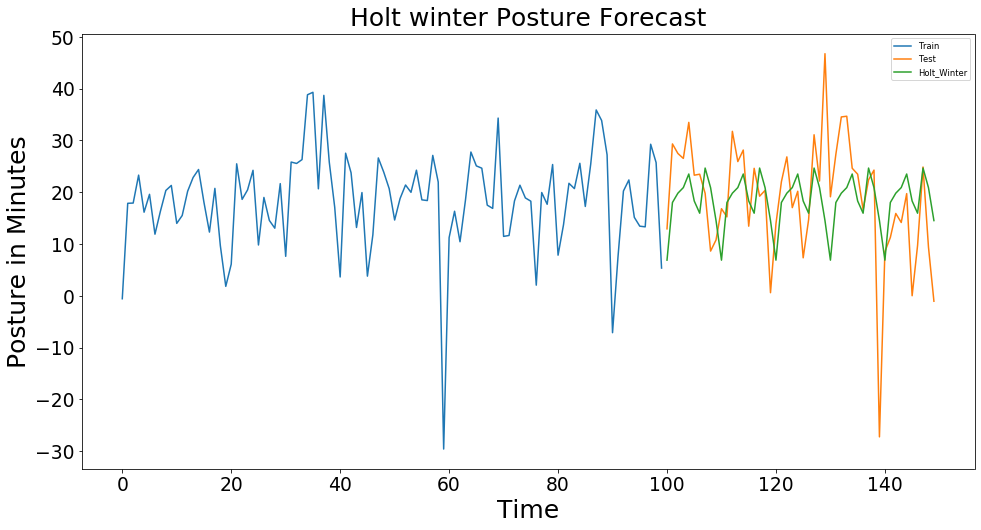 Holt winter Posture Forecast
Train
Test
Holt_Winter
Posture in Minutes
50
40
30
20
10
0
−10
−20
−30
0 20 40 60 80 100 120 140
Time